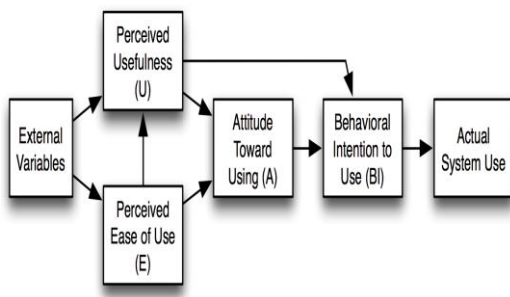 Perceived
Usefulness
(U)
External
Variables
Perceived
Ease of Use
(E)
Attitude
Toward
Using (A)
Behavioral
Intention to
Use (BI)
Actual
System Use